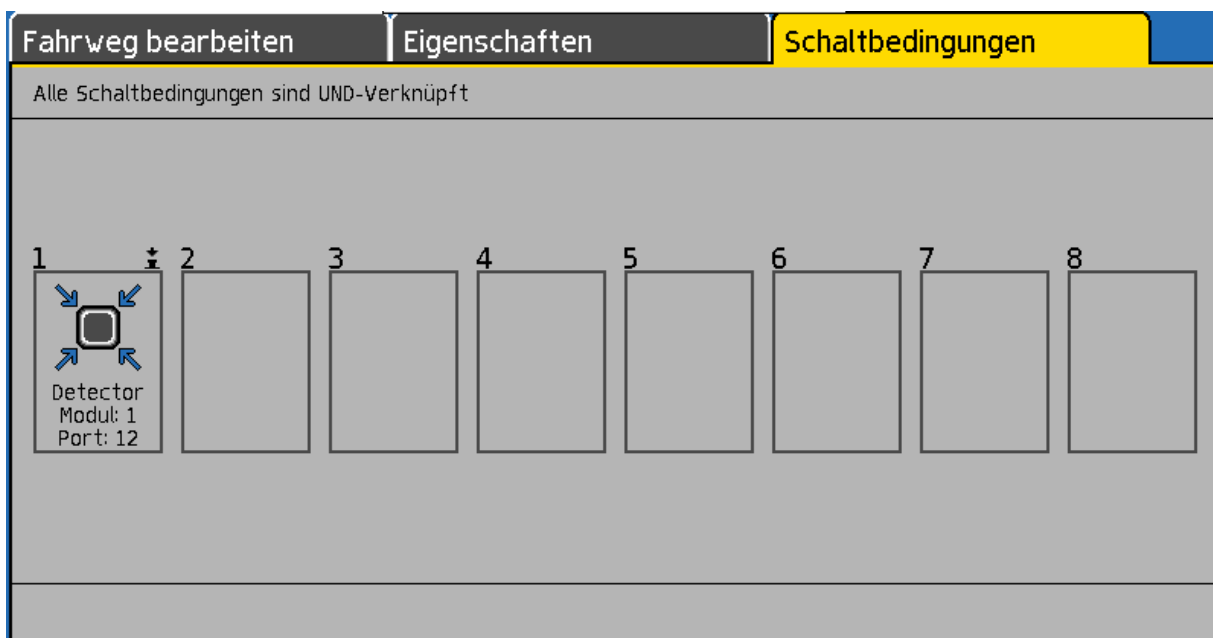 Fahrweg bearbeiten
Eigenschaften
Schaltbedingungen
Alle Schaltbedingungen sind UND-Verknüpft
1 2 3 4 5 6 7 8
Detector
Modul: 1
Port: 12